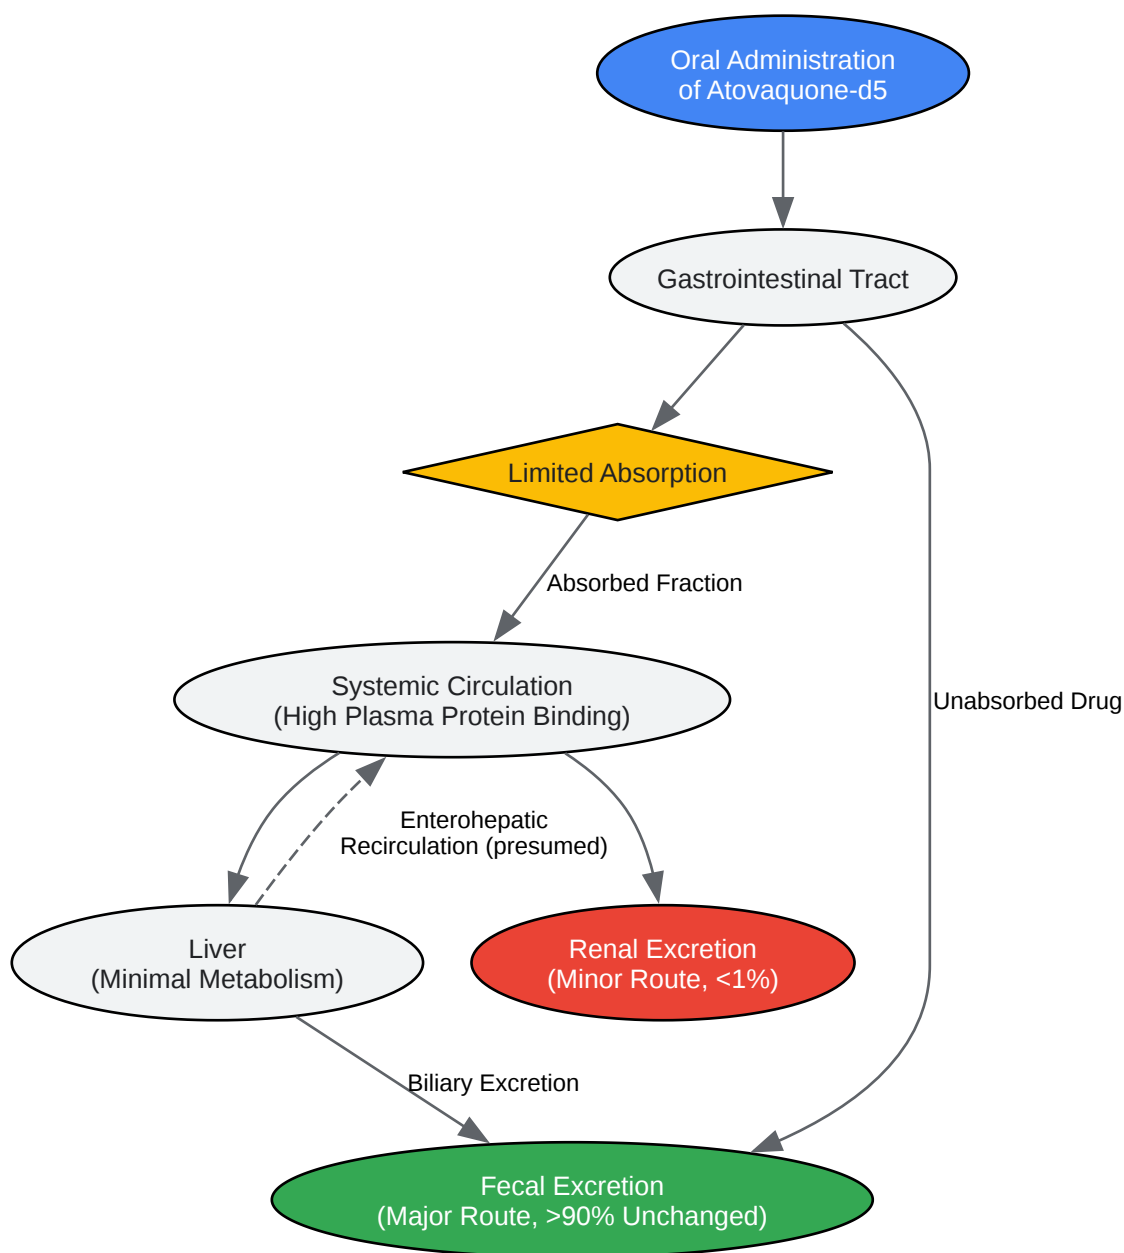 Oral Administration
of Atovaquone-d5
Gastrointestinal Tract
Limited Absorption
Absorbed Fraction
Systemic Circulation
(High Plasma Protein Binding)
Unabsorbed Drug
Enterohepatic
Recirculation (presumed)
Liver
(Minimal Metabolism)
Renal Excretion
(Minor Route, <1%)
Biliary Excretion
Fecal Excretion
(Major Route, >90% Unchanged)